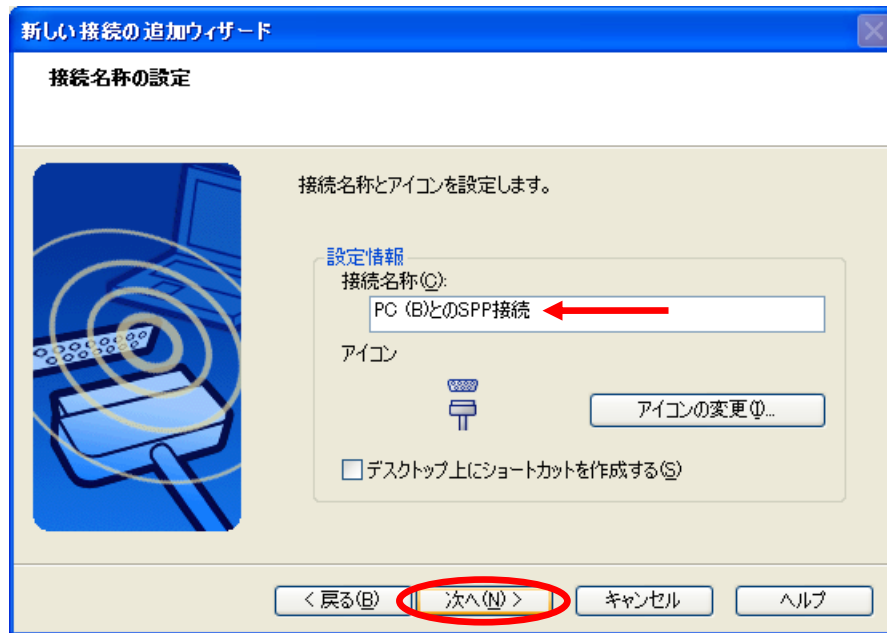 新しい接続の追加ウィザード
接続名称の設定
接続名称とアイコンを設定します。
設定情報
接続名称(C):
PC (B)とのSPP接続
アイコン
アイコンの変更(I)...
デスクトップ上にショートカットを作成する(S)
< 戻る(B) 次へ(N) > キャンセル ヘルプ